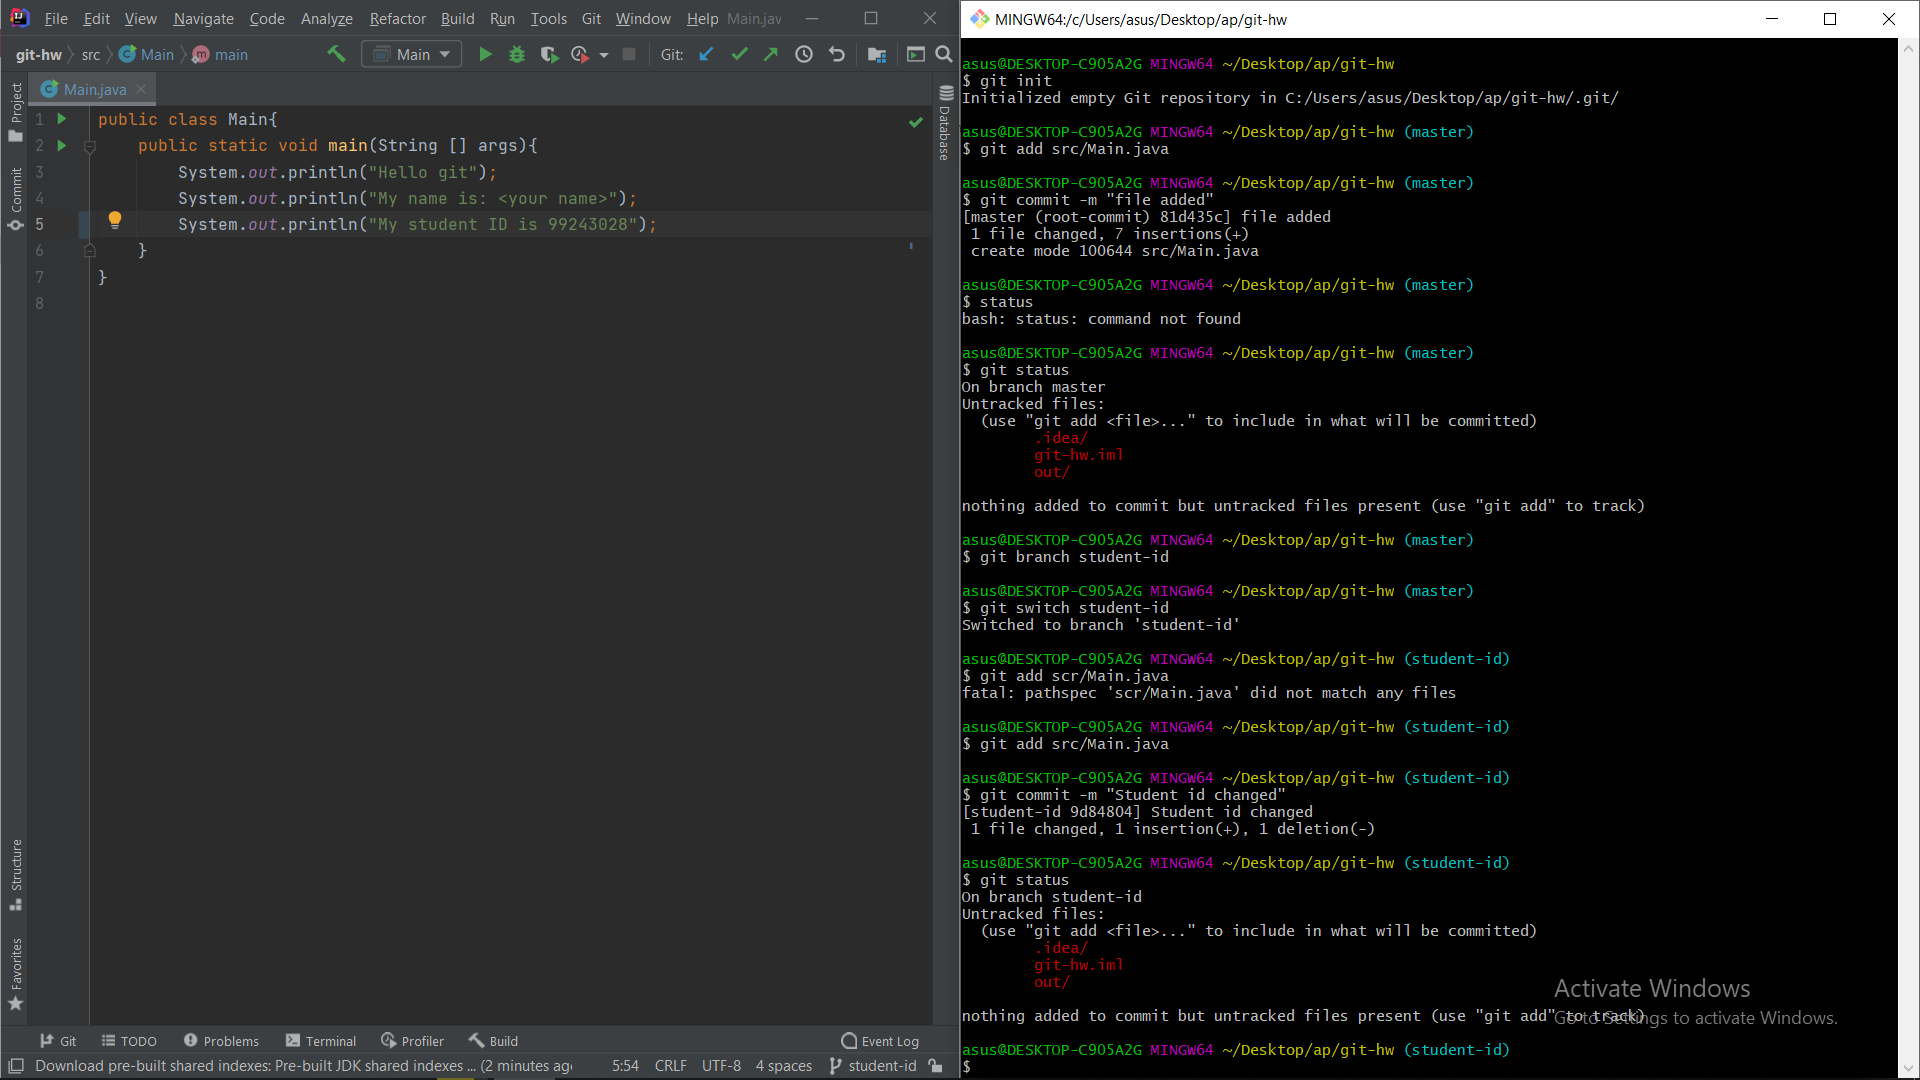 File Edit View Navigate Code Analyze Refactor Build Run Tools Git Window Help Main.jav
git-hw src Main main
Main
Git:
Project
Commit
Structure
Favorites
Main.java
1 public class Main{
2 public static void main(String [] args){
3 System.out.println("Hello git");
4 System.out.println("My name is: <your name>");
5 System.out.println("My student ID is 99243028");
6 }
7 }
8
Database
Git TODO Problems Terminal Profiler Build Event Log
Download pre-built shared indexes: Pre-built JDK shared indexes ... (2 minutes ago 5:54 CRLF UTF-8 4 spaces student-id
MINGW64:/c/Users/asus/Desktop/ap/git-hw
asus@DESKTOP-C905A2G MINGW64 ~/Desktop/ap/git-hw
$ git init
Initialized empty Git repository in C:/Users/asus/Desktop/ap/git-hw/.git/
asus@DESKTOP-C905A2G MINGW64 ~/Desktop/ap/git-hw (master)
$ git add src/Main.java
asus@DESKTOP-C905A2G MINGW64 ~/Desktop/ap/git-hw (master)
$ git commit -m "file added"
[master (root-commit) 81d435c] file added
1 file changed, 7 insertions(+)
create mode 100644 src/Main.java
asus@DESKTOP-C905A2G MINGW64 ~/Desktop/ap/git-hw (master)
$ status
bash: status: command not found
asus@DESKTOP-C905A2G MINGW64 ~/Desktop/ap/git-hw (master)
$ git status
On branch master
Untracked files:
(use "git add <file>..." to include in what will be committed)
.idea/
git-hw.iml
out/
nothing added to commit but untracked files present (use "git add" to track)
asus@DESKTOP-C905A2G MINGW64 ~/Desktop/ap/git-hw (master)
$ git branch student-id
asus@DESKTOP-C905A2G MINGW64 ~/Desktop/ap/git-hw (master)
$ git switch student-id
Switched to branch 'student-id'
asus@DESKTOP-C905A2G MINGW64 ~/Desktop/ap/git-hw (student-id)
$ git add scr/Main.java
fatal: pathspec 'scr/Main.java' did not match any files
asus@DESKTOP-C905A2G MINGW64 ~/Desktop/ap/git-hw (student-id)
$ git add src/Main.java
asus@DESKTOP-C905A2G MINGW64 ~/Desktop/ap/git-hw (student-id)
$ git commit -m "Student id changed"
[student-id 9d84804] Student id changed
1 file changed, 1 insertion(+), 1 deletion(-)
asus@DESKTOP-C905A2G MINGW64 ~/Desktop/ap/git-hw (student-id)
$ git status
On branch student-id
Untracked files:
(use "git add <file>..." to include in what will be committed)
.idea/
git-hw.iml
out/
nothing added to commit but untracked files present (use "git add" to track)
asus@DESKTOP-C905A2G MINGW64 ~/Desktop/ap/git-hw (student-id)
$
Activate Windows
Go to Settings to activate Windows.